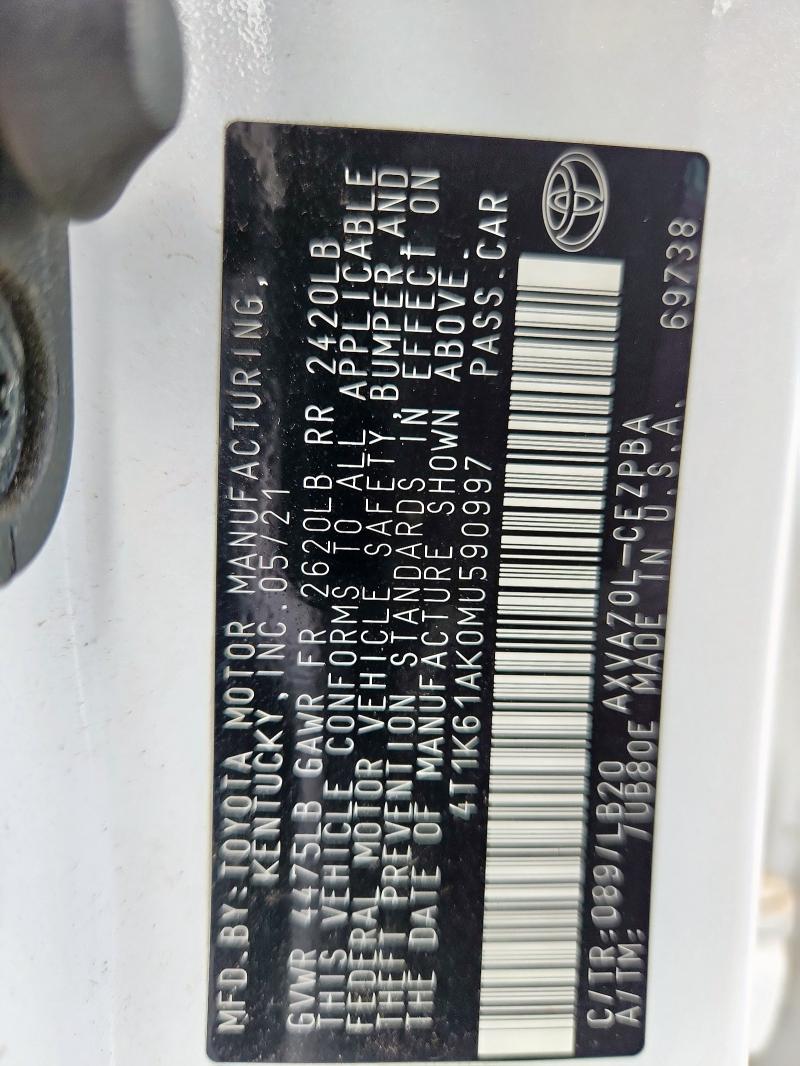 MFD.BY:TOYOTA MOTOR MANUFACTURING,
KENTUCKY,INC.05/21
GVWR 4475LB GAWR FR 2620LB RR 2420LB
THIS VEHICLE CONFORMS TO ALL APPLICABLE
FEDERAL MOTOR VEHICLE SAFETY,BUMPER AND
THEFT PREVENTION STANDARDS IN EFFECT ON
THE DATE OF MANUFACTURE SHOWN ABOVE.
4T1K61AK0MU590997 PASS.CAR
C/TR:089/LB20 AXVA70L-CEZPBA
A/TM: /UB80E MADE IN U.S.A. 69738